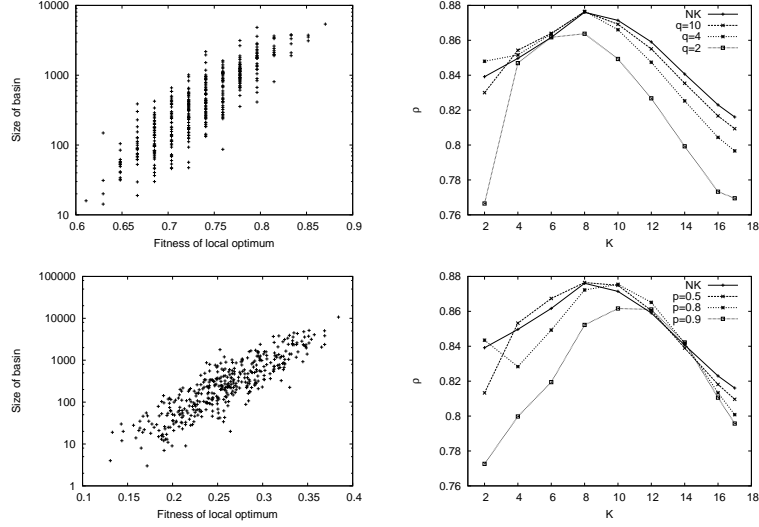 10000
1000
100
10
Size of basin
0.6 0.65 0.7 0.75 0.8 0.85 0.9
Fitness of local optimum
0.88
0.86
0.84
0.82
0.8
0.78
0.76
ρ
2 4 6 8 10 12 14 16 18
K
NK
q=10
q=4
q=2
100000
10000
1000
100
10
1
Size of basin
0.1 0.15 0.2 0.25 0.3 0.35 0.4
Fitness of local optimum
0.88
0.86
0.84
0.82
0.8
0.78
0.76
ρ
2 4 6 8 10 12 14 16 18
K
NK
p=0.5
p=0.8
p=0.9